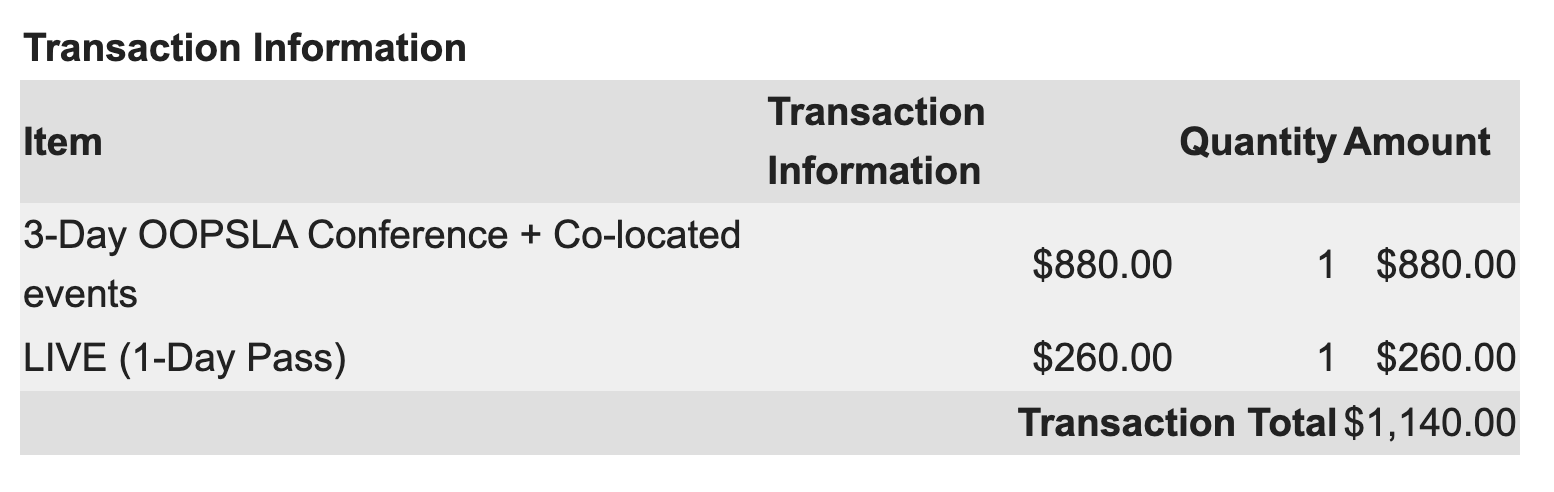 Transaction Information
Item Transaction Information Quantity Amount
3-Day OOPSLA Conference + Co-located
events $880.00 1 $880.00
LIVE (1-Day Pass) $260.00 1 $260.00
Transaction Total $1,140.00